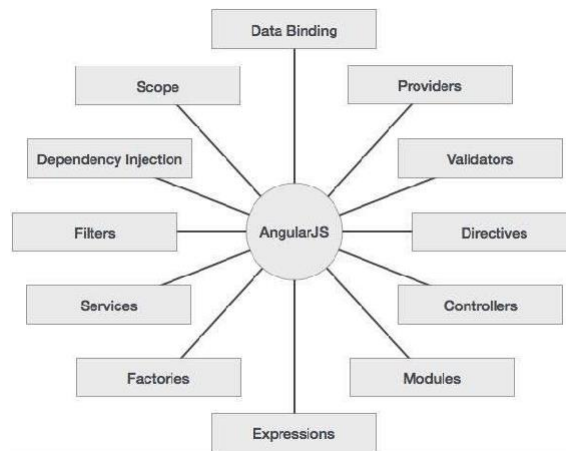 Data Binding
Scope
Providers
Dependency Injection
Validators
Filters
AngularJS
Directives
Services
Controllers
Factories
Modules
Expressions